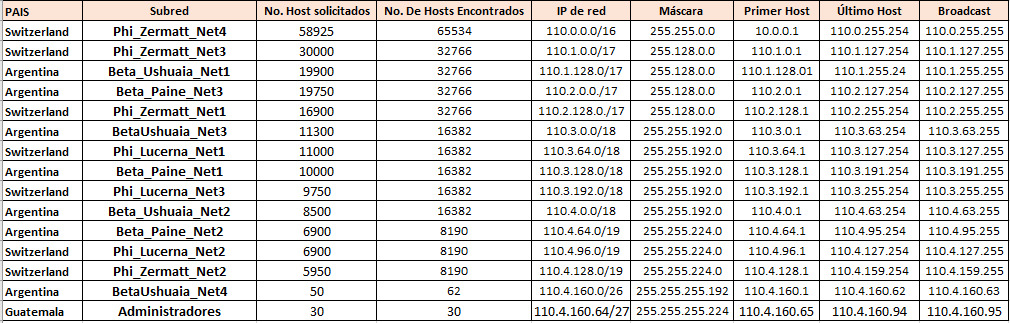 PAIS Subred No. Host solicitados No. De Hosts Encontrados IP de red Máscara Primer Host Último Host Broadcast
Switzerland Phi_Zermatt_Net4 58925 65534 110.0.0.0/16 255.255.0.0 10.0.0.1 110.0.255.254 110.0.255.255
Switzerland Phi_Zermatt_Net3 30000 32766 110.1.0.0/17 255.128.0.0 110.1.0.1 110.1.127.254 110.1.127.255
Argentina Beta_Ushuaia_Net1 19900 32766 110.1.128.0/17 255.128.0.0 110.1.128.01 110.1.255.24 110.1.255.255
Argentina Beta_Paine_Net3 19750 32766 110.2.0.0/17 255.128.0.0 110.2.0.1 110.2.127.254 110.2.127.255
Switzerland Phi_Zermatt_Net1 16900 32766 110.2.128.0/17 255.128.0.0 110.2.128.1 110.2.255.254 110.2.255.255
Argentina BetaUshuaia_Net3 11300 16382 110.3.0.0/18 255.255.192.0 110.3.0.1 110.3.63.254 110.3.63.255
Switzerland Phi_Lucerna_Net1 11000 16382 110.3.64.0/18 255.255.192.0 110.3.64.1 110.3.127.254 110.3.127.255
Argentina Beta_Paine_Net1 10000 16382 110.3.128.0/18 255.255.192.0 110.3.128.1 110.3.191.254 110.3.191.255
Switzerland Phi_Lucerna_Net3 9750 16382 110.3.192.0/18 255.255.192.0 110.3.192.1 110.3.255.254 110.3.255.255
Argentina Beta_Ushuaia_Net2 8500 16382 110.4.0.0/18 255.255.192.0 110.4.0.1 110.4.63.254 110.4.63.255
Argentina Beta_Paine_Net2 6900 8190 110.4.64.0/19 255.255.224.0 110.4.64.1 110.4.95.254 110.4.95.255
Switzerland Phi_Lucerna_Net2 6900 8190 110.4.96.0/19 255.255.224.0 110.4.96.1 110.4.127.254 110.4.127.255
Switzerland Phi_Zermatt_Net2 5950 8190 110.4.128.0/19 255.255.224.0 110.4.128.1 110.4.159.254 110.4.159.255
Argentina BetaUshuaia_Net4 50 62 110.4.160.0/26 255.255.255.192 110.4.160.1 110.4.160.62 110.4.160.63
Guatemala Administradores 30 30 110.4.160.64/27 255.255.255.224 110.4.160.65 110.4.160.94 110.4.160.95